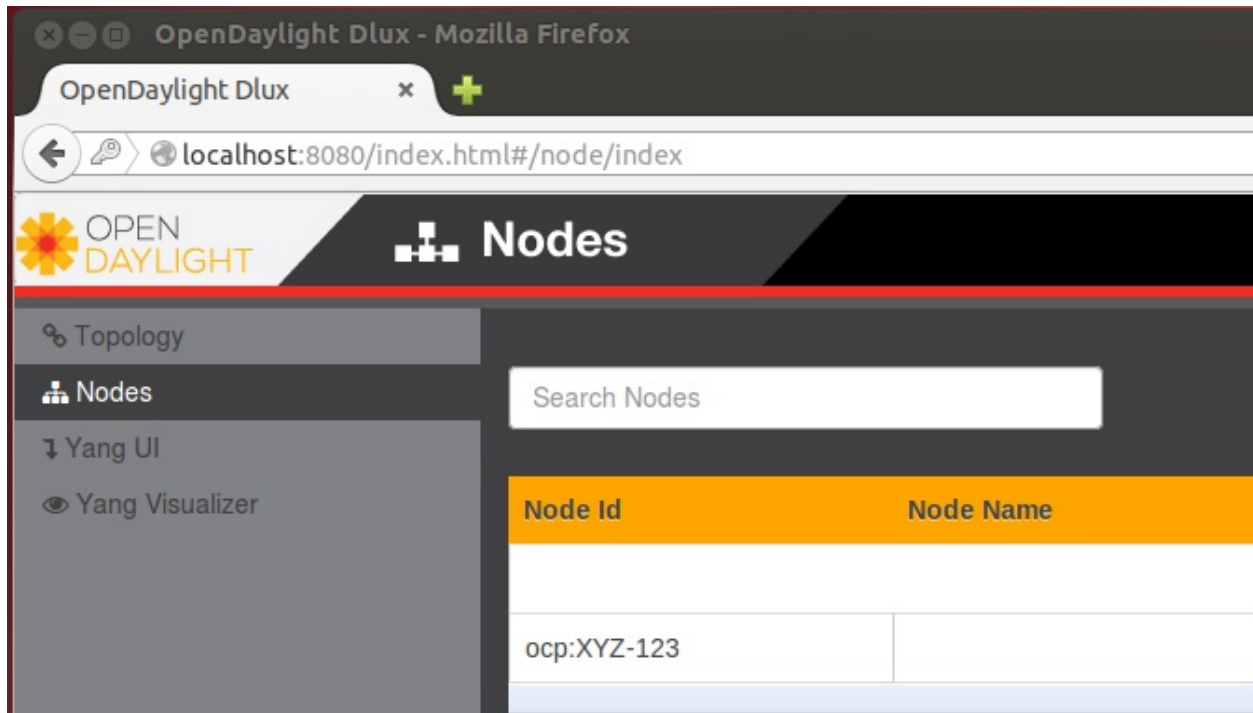 OpenDaylight Dlux - Mozilla Firefox
OpenDaylight Dlux
localhost:8080/index.html#/node/index
OPEN
DAYLIGHT
Nodes
Topology
Nodes
Yang UI
Yang Visualizer
Search Nodes
Node Id Node Name
ocp:XYZ-123